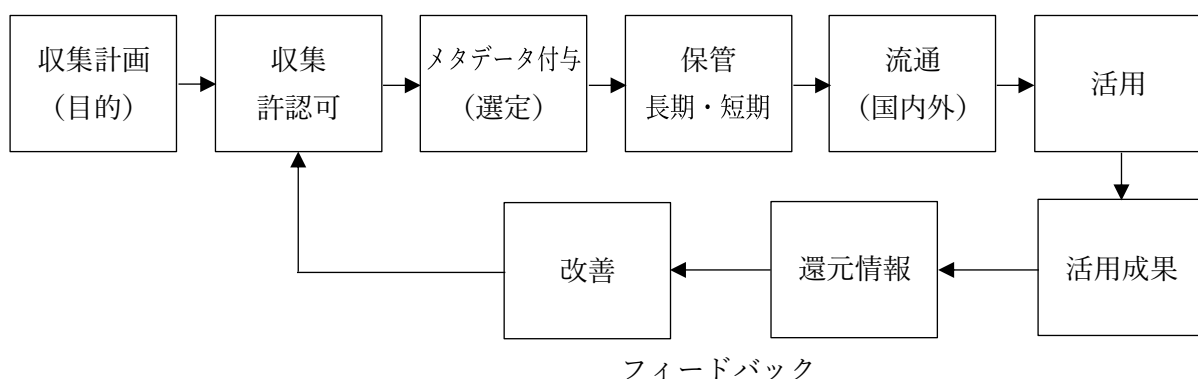 収集計画
（目的）
収集
許認可
メタデータ付与
（選定）
保管
長期・短期
流通
（国内外）
活用
改善
還元情報
活用成果
フィードバック